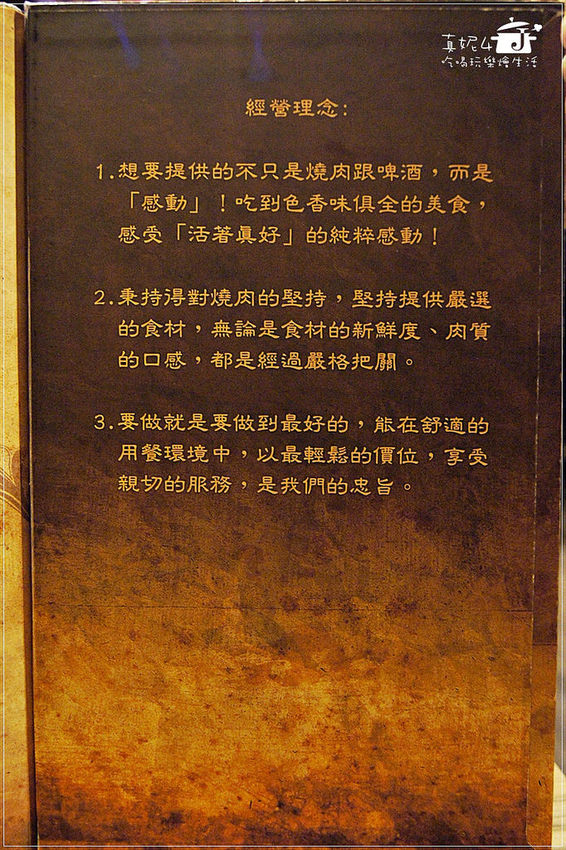 真妮4
吃喝玩樂燴生活
經營理念:
1.想要提供的不只是燒肉跟啤酒，而是
「感動」！吃到色香味俱全的美食，
感受「活著真好」的純粹感動！
2.秉持得對燒肉的堅持，堅持提供嚴選
的食材，無論是食材的新鮮度、肉質
的口感，都是經過嚴格把關。
3.要做就是要做到最好的，能在舒適的
用餐環境中，以最輕鬆的價位，享受
親切的服務，是我們的忠旨。